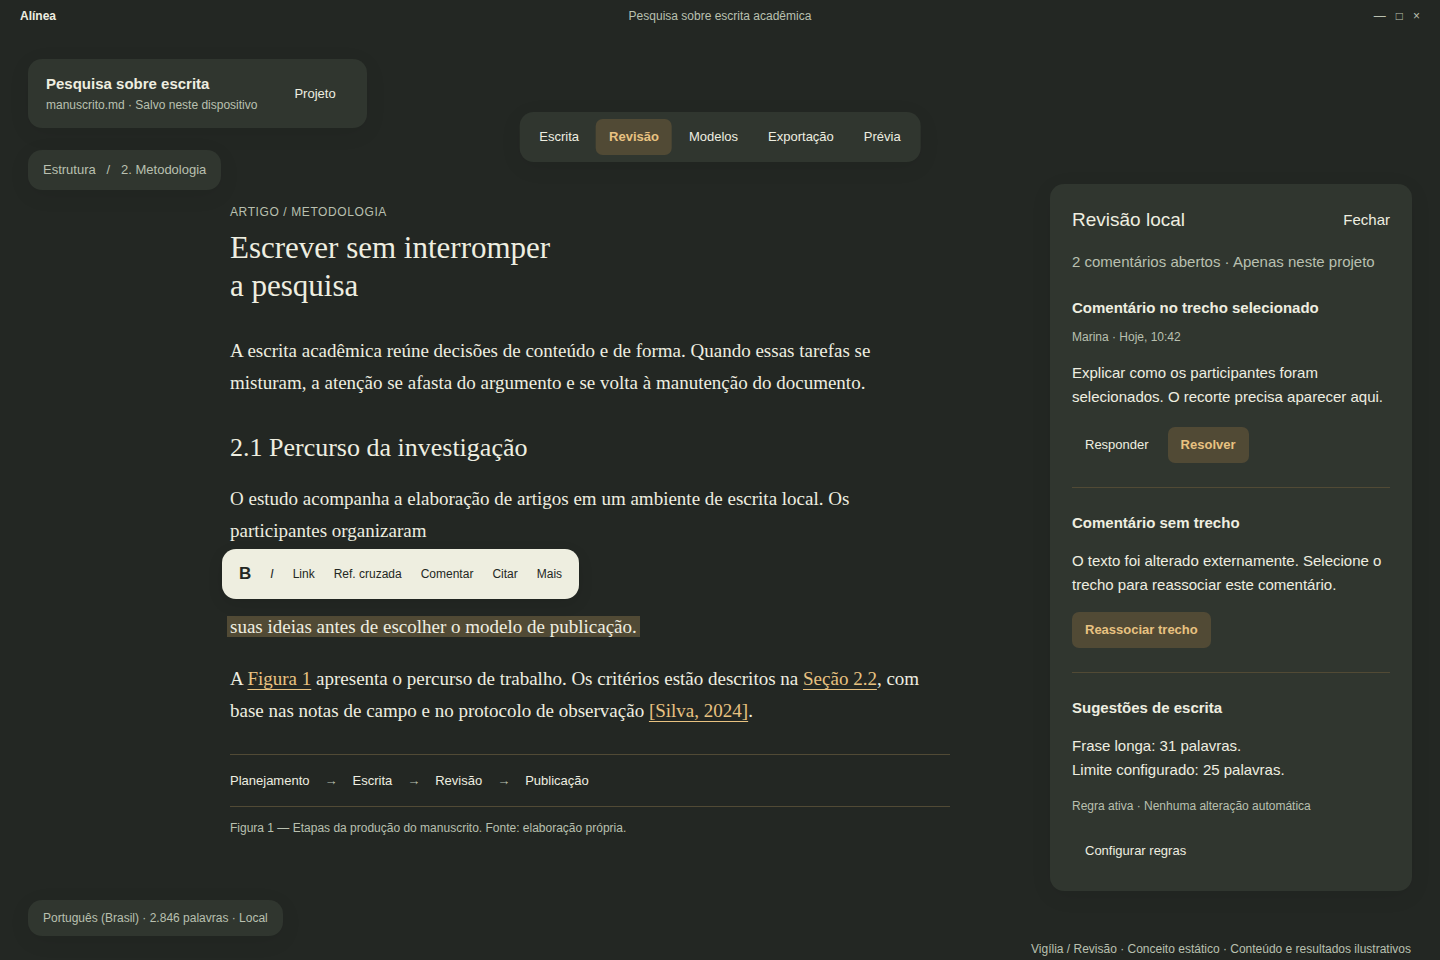 Alínea
Pesquisa sobre escrita acadêmica
— □ ×
Pesquisa sobre escrita
manuscrito.md · Salvo neste dispositivo
Projeto
Escrita Revisão Modelos Exportação Prévia
Estrutura / 2. Metodologia
ARTIGO / METODOLOGIA
Escrever sem interromper
a pesquisa
A escrita acadêmica reúne decisões de conteúdo e de forma. Quando essas tarefas se
misturam, a atenção se afasta do argumento e se volta à manutenção do documento.
2.1 Percurso da investigação
O estudo acompanha a elaboração de artigos em um ambiente de escrita local. Os
participantes organizaram
B I Link Ref. cruzada Comentar Citar Mais
suas ideias antes de escolher o modelo de publicação.
A Figura 1 apresenta o percurso de trabalho. Os critérios estão descritos na Seção 2.2, com
base nas notas de campo e no protocolo de observação [Silva, 2024].
Planejamento → Escrita → Revisão → Publicação
Figura 1 — Etapas da produção do manuscrito. Fonte: elaboração própria.
Revisão local
Fechar
2 comentários abertos · Apenas neste projeto
Comentário no trecho selecionado
Marina · Hoje, 10:42
Explicar como os participantes foram
selecionados. O recorte precisa aparecer aqui.
Responder Resolver
Comentário sem trecho
O texto foi alterado externamente. Selecione o
trecho para reassociar este comentário.
Reassociar trecho
Sugestões de escrita
Frase longa: 31 palavras.
Limite configurado: 25 palavras.
Regra ativa · Nenhuma alteração automática
Configurar regras
Português (Brasil) · 2.846 palavras · Local
Vigília / Revisão · Conceito estático · Conteúdo e resultados ilustrativos